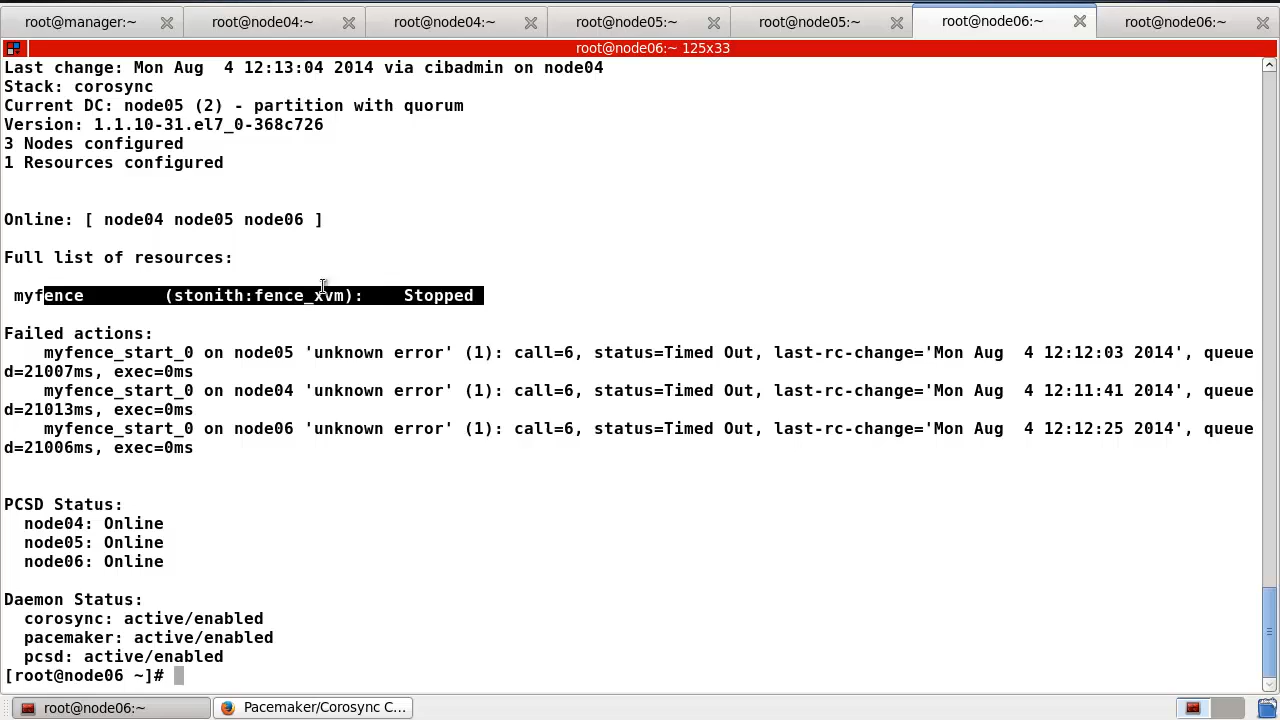 root@manager:~ root@node04:~ root@node04:~ root@node05:~ root@node05:~ root@node06:~ root@node06:~
root@node06:~ 125x33
Last change: Mon Aug  4 12:13:04 2014 via cibadmin on node04
Stack: corosync
Current DC: node05 (2) - partition with quorum
Version: 1.1.10-31.el7_0-368c726
3 Nodes configured
1 Resources configured
Online: [ node04 node05 node06 ]
Full list of resources:
 myfence        (stonith:fence_xvm):    Stopped
Failed actions:
    myfence_start_0 on node05 'unknown error' (1): call=6, status=Timed Out, last-rc-change='Mon Aug  4 12:12:03 2014', queue
d=21007ms, exec=0ms
    myfence_start_0 on node04 'unknown error' (1): call=6, status=Timed Out, last-rc-change='Mon Aug  4 12:11:41 2014', queue
d=21013ms, exec=0ms
    myfence_start_0 on node06 'unknown error' (1): call=6, status=Timed Out, last-rc-change='Mon Aug  4 12:12:25 2014', queue
d=21006ms, exec=0ms
PCSD Status:
  node04: Online
  node05: Online
  node06: Online
Daemon Status:
  corosync: active/enabled
  pacemaker: active/enabled
  pcsd: active/enabled
[root@node06 ~]#
root@node06:~ Pacemaker/Corosync C...